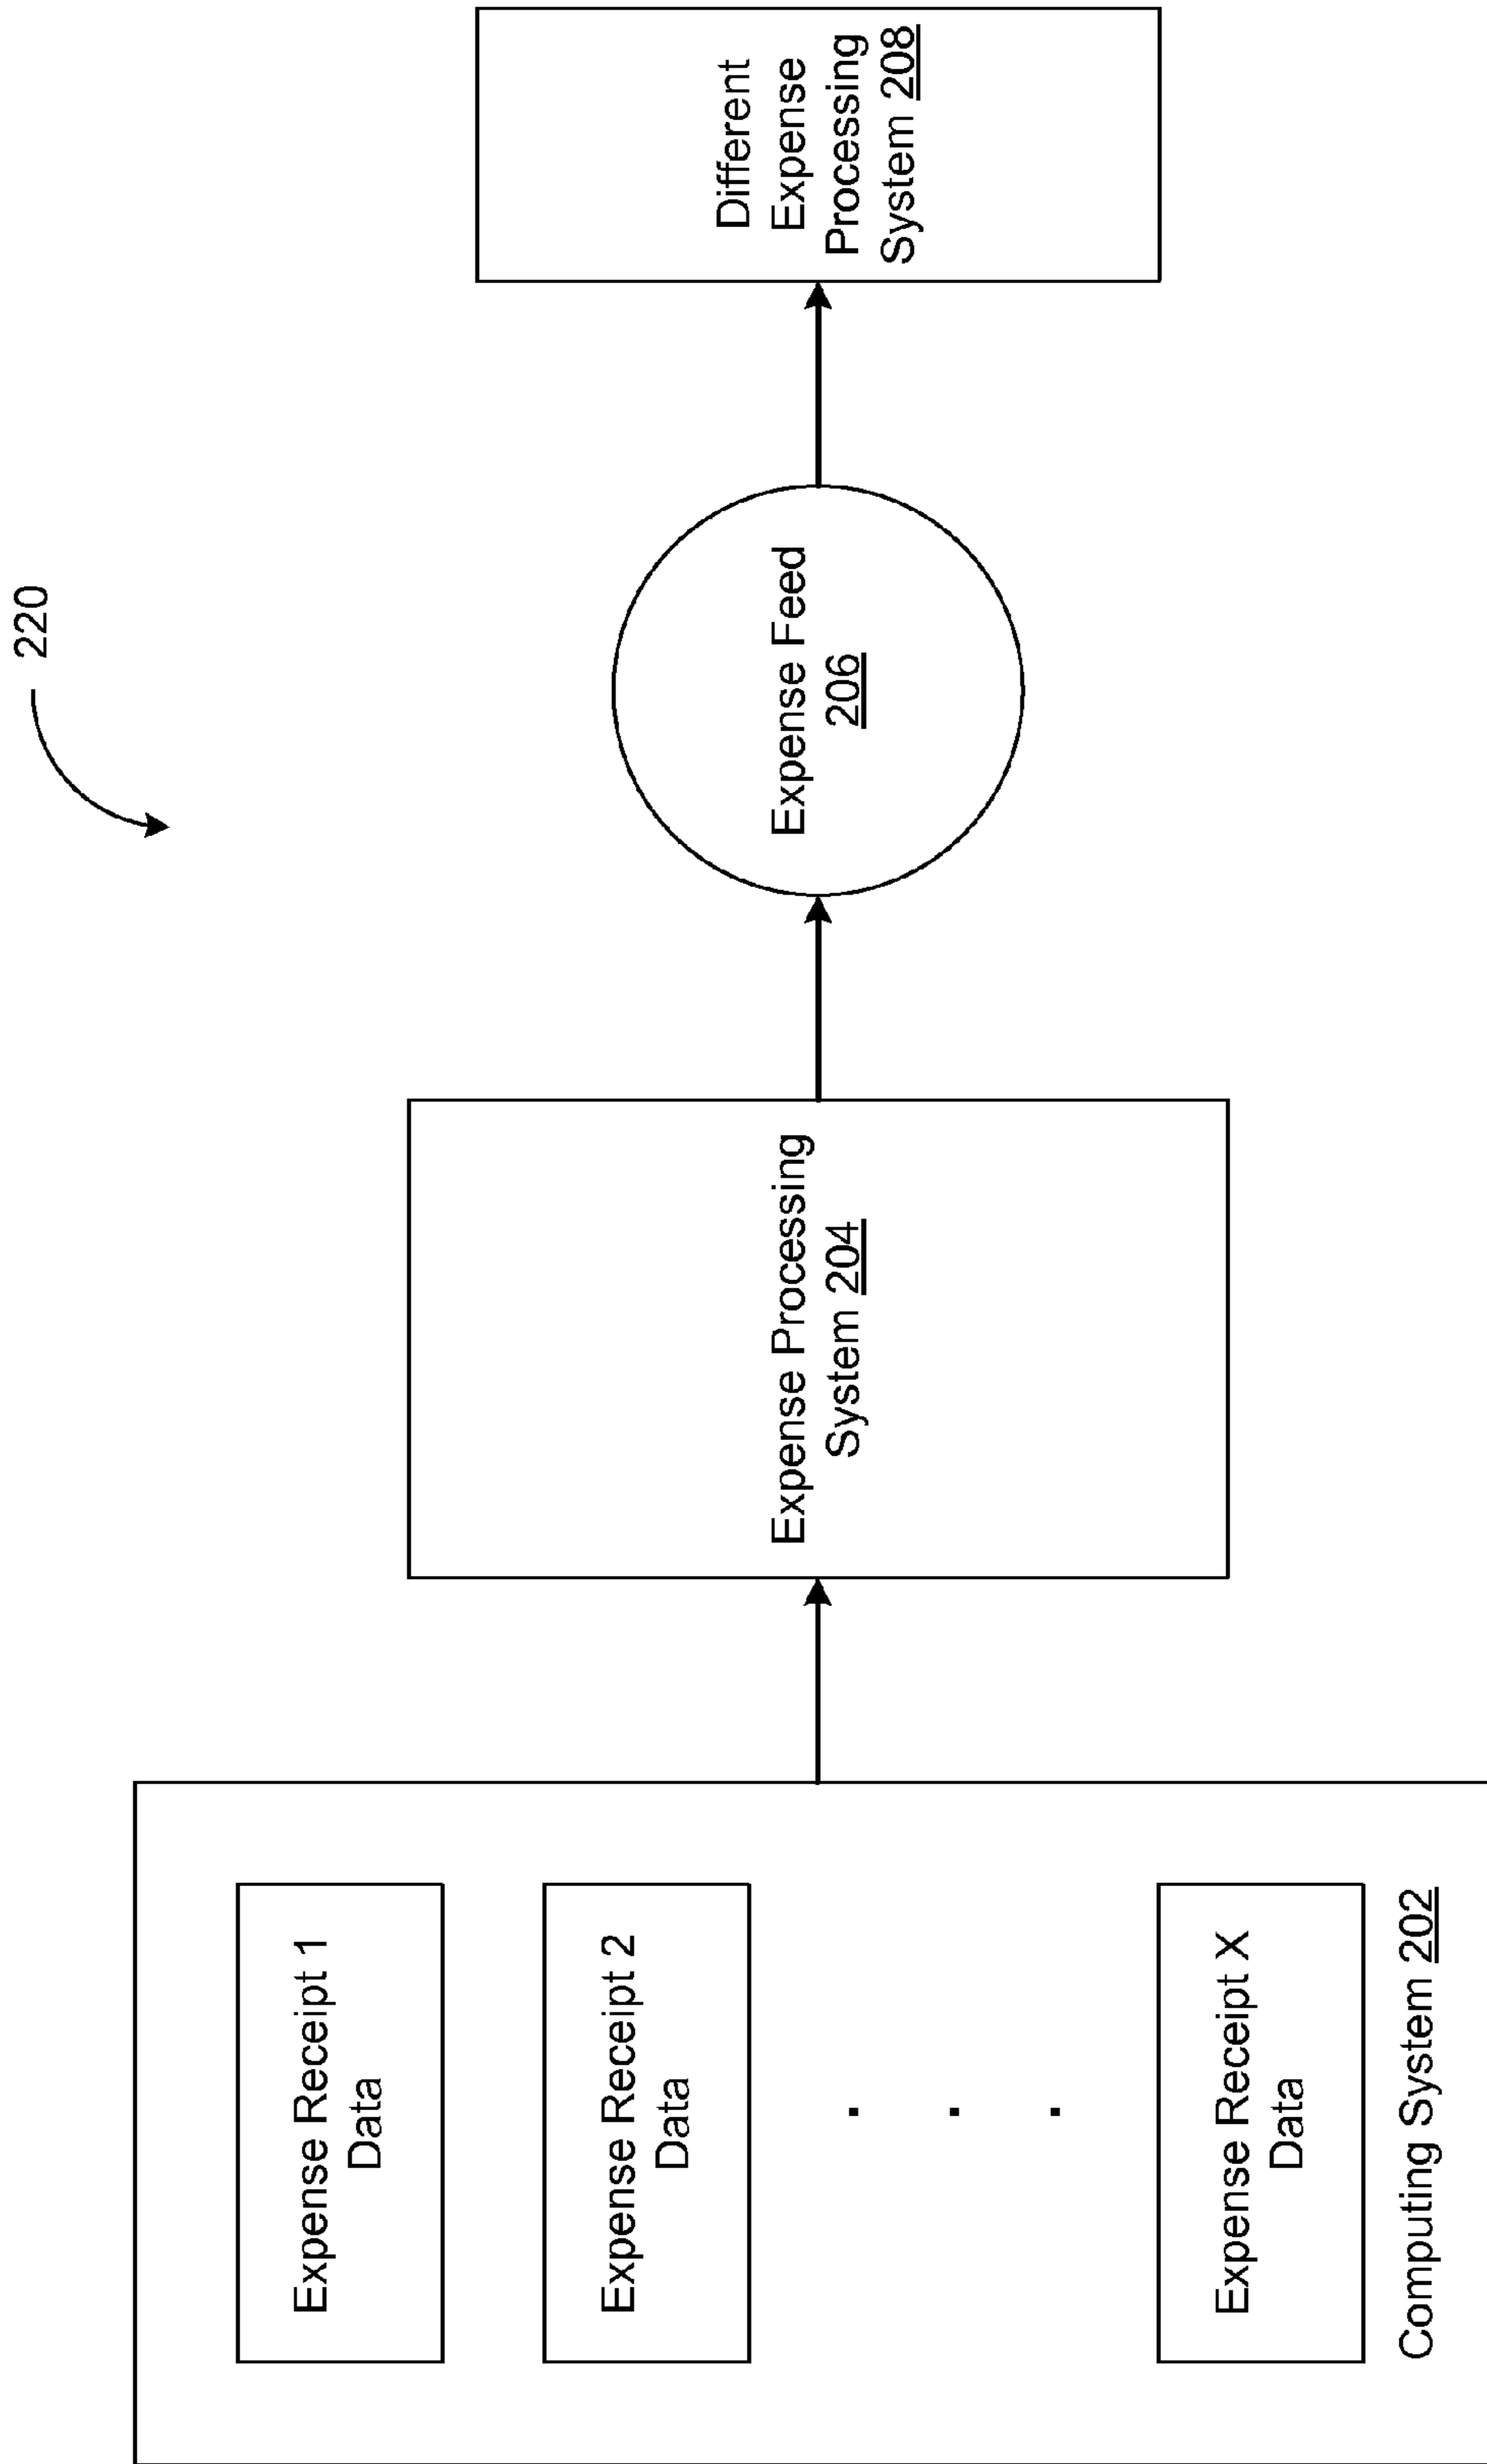 220
Expense Receipt 1
Data
Expense Receipt 2
Data
. . .
Expense Receipt X
Data
Computing System 202
Expense Processing
System 204
Expense Feed
206
Different
Expense
Processing
System 208